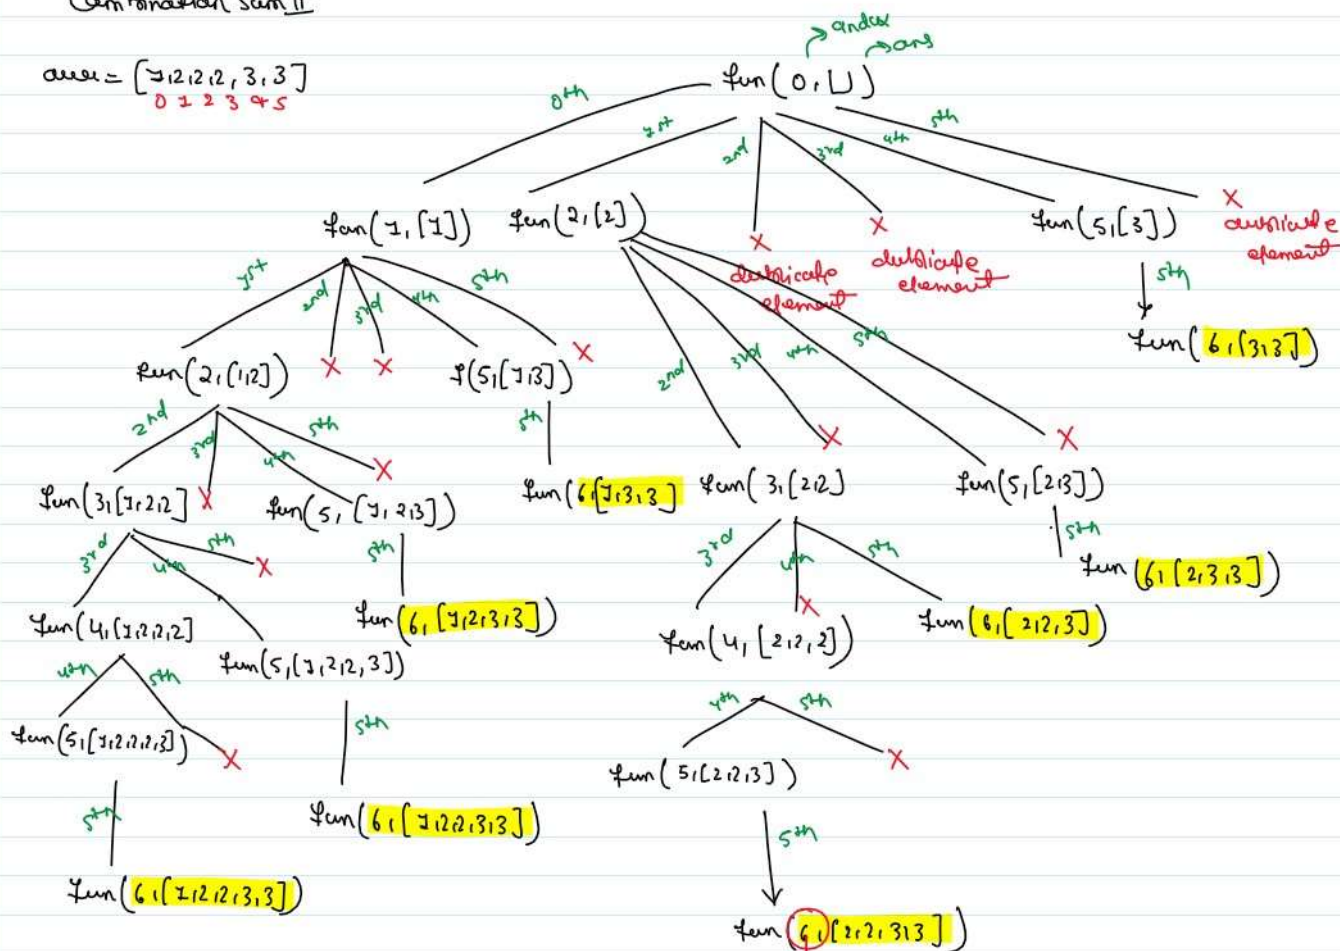 Combination Sum II
index
ans
arr = [1,2,2,2,3,3]
0 1 2 3 4 5
fun(0,[])
0th
1st
2nd
3rd
4th
5th
fun(1,[1])
fun(2,[2])
X
dublicate
element
X
dublicate
element
fun(5,[3])
X
dublicate
element
1st
2nd
3rd
4th
5th
5th
fun(6,[3,3])
fun(2,[1,2])
X
X
f(5,[1,3])
X
2nd
3rd
4th
5th
2nd
3rd
4th
5th
5th
X
X
X
fun(3,[1,2,2]
X
fun(5,[1,2,3])
fun(6,[1,3,3]
fun(3,[2,2]
fun(5,[2,3])
3rd
4th
5th
X
5th
3rd
4th
5th
5th
fun(6,[2,3,3])
fun(4,[1,2,2,2]
fun(6,[1,2,3,3])
X
fun(6,[2,2,3])
fun(5,[1,2,2,3])
fun(4,[2,2,2])
4th
5th
5th
4th
5th
fun(5,[1,2,2,2,3])
X
fun(5,[2,2,3])
X
5th
fun(6,[1,2,2,3,3])
5th
fun(6,[1,2,2,3,3])
fun(6,[2,2,3,3])